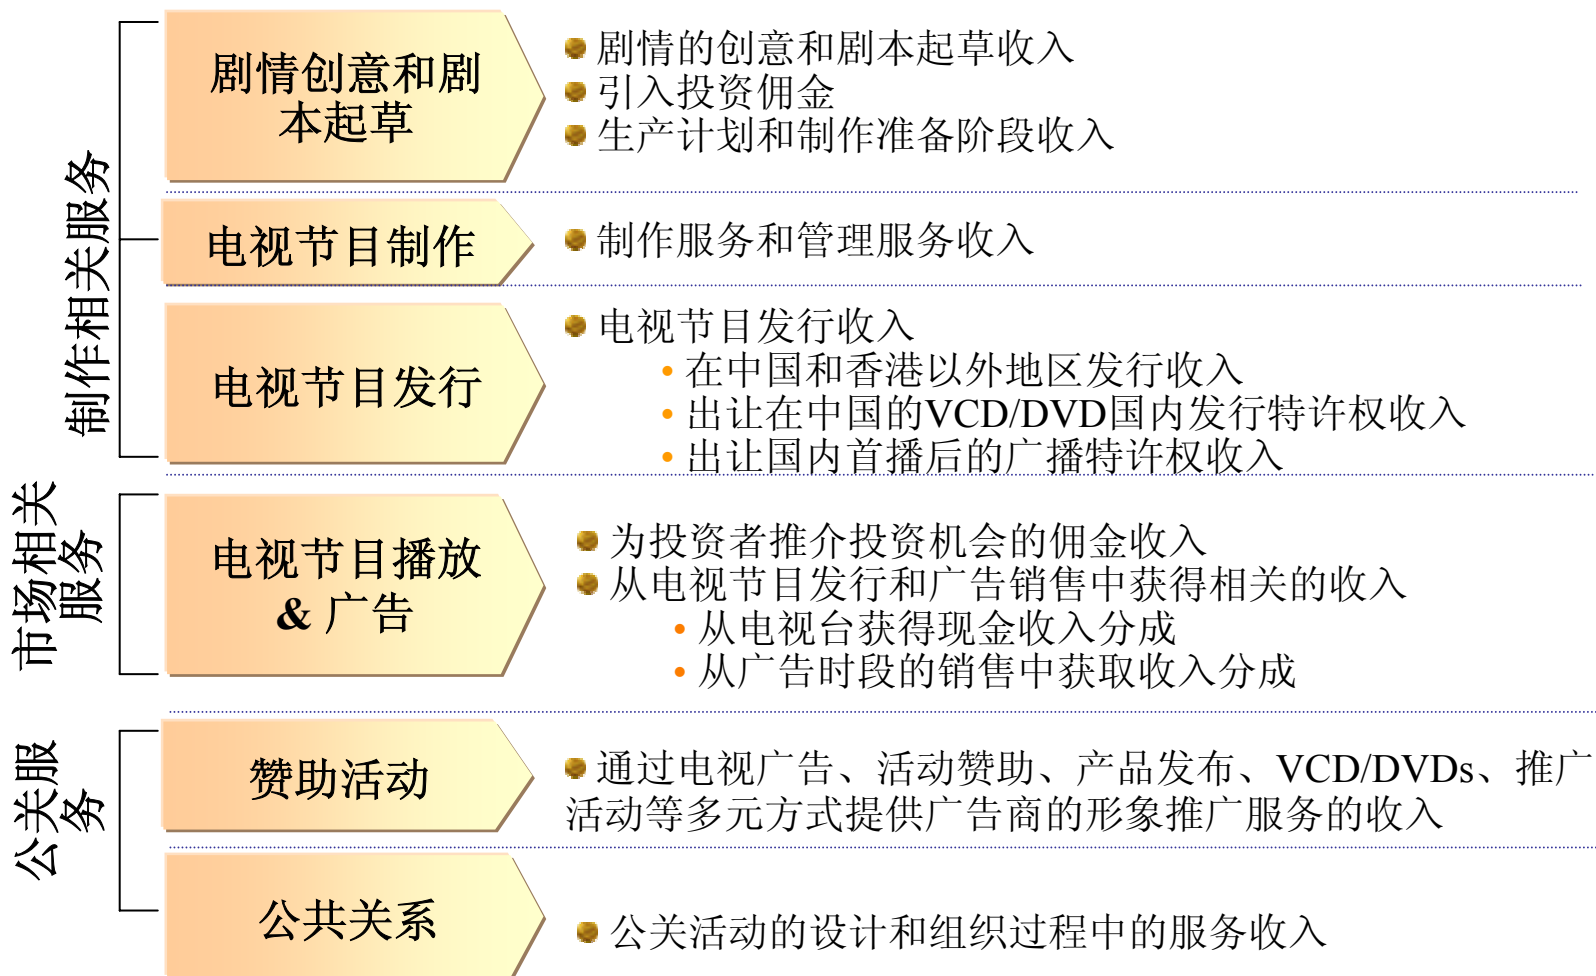 制作相关服务
剧情创意和剧
本起草
剧情的创意和剧本起草收入
引入投资佣金
生产计划和制作准备阶段收入
电视节目制作
制作服务和管理服务收入
电视节目发行
电视节目发行收入
• 在中国和香港以外地区发行收入
• 出让在中国的VCD/DVD国内发行特许权收入
• 出让国内首播后的广播特许权收入
市场相关
服务
电视节目播放
& 广告
为投资者推介投资机会的佣金收入
从电视节目发行和广告销售中获得相关的收入
• 从电视台获得现金收入分成
• 从广告时段的销售中获取收入分成
公关服
务
赞助活动
通过电视广告、活动赞助、产品发布、VCD/DVDs、推广
活动等多元方式提供广告商的形象推广服务的收入
公共关系
公关活动的设计和组织过程中的服务收入